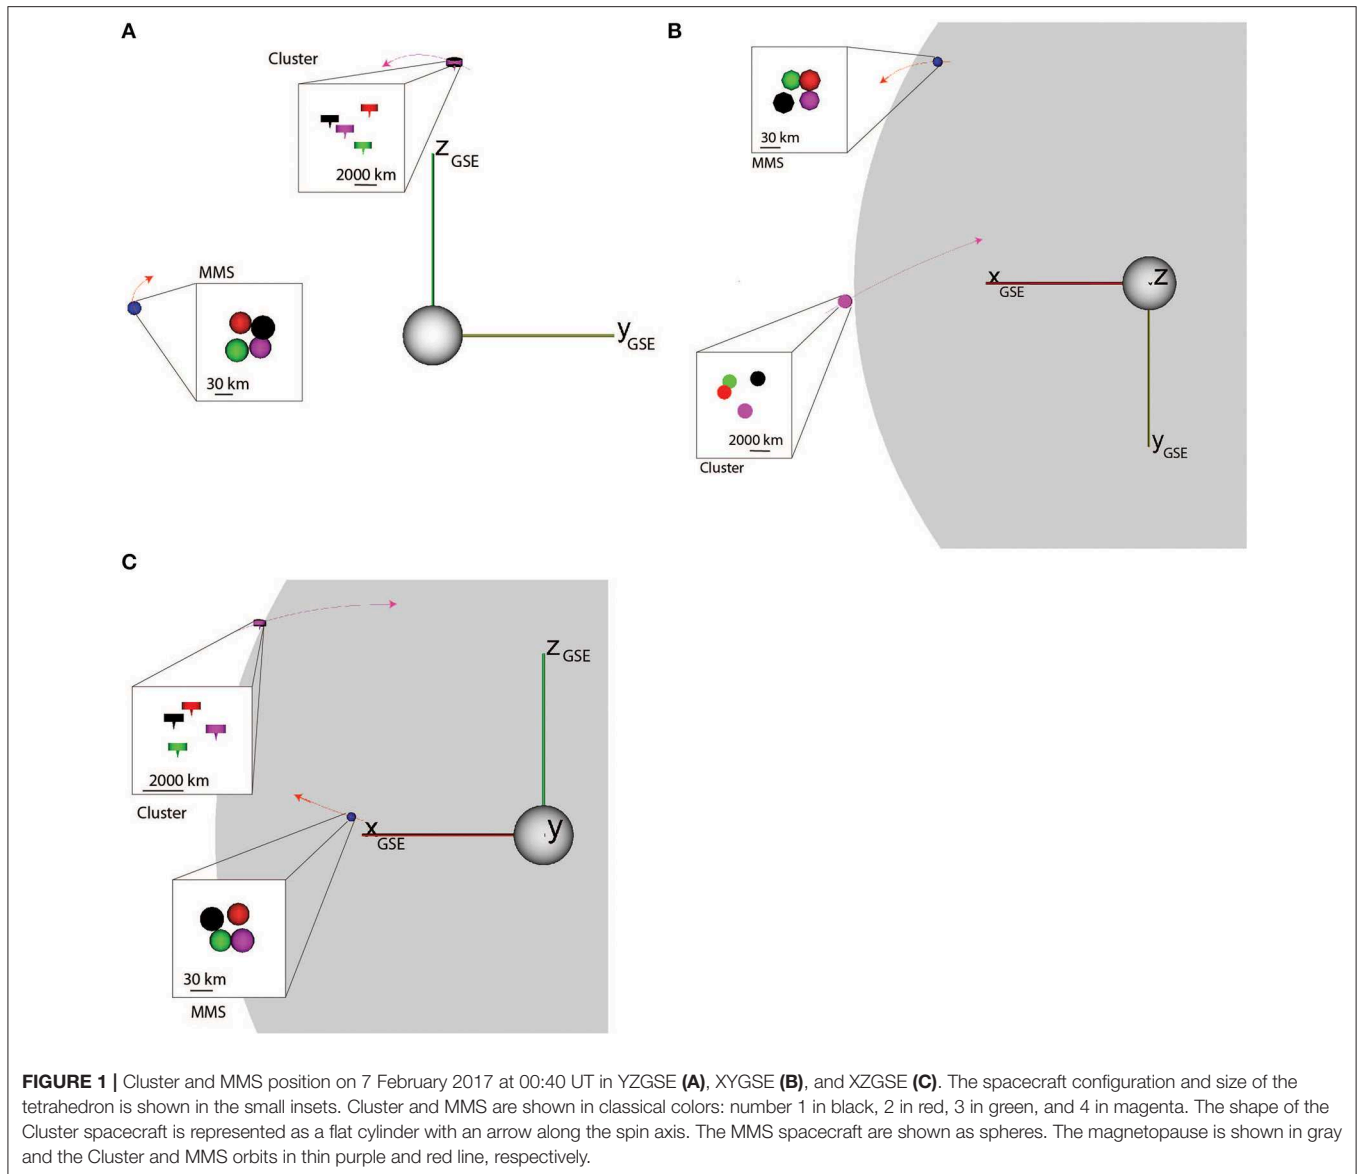 A
Cluster
2000 km
Z GSE
MMS
30 km
y GSE
B
30 km
MMS
x GSE
Z
2000 km
Cluster
y GSE
C
Z GSE
2000 km
Cluster
x GSE
y
30 km
MMS
FIGURE 1 | Cluster and MMS position on 7 February 2017 at 00:40 UT in YZGSE (A), XYGSE (B), and XZGSE (C). The spacecraft configuration and size of the
tetrahedron is shown in the small insets. Cluster and MMS are shown in classical colors: number 1 in black, 2 in red, 3 in green, and 4 in magenta. The shape of the
Cluster spacecraft is represented as a flat cylinder with an arrow along the spin axis. The MMS spacecraft are shown as spheres. The magnetopause is shown in gray
and the Cluster and MMS orbits in thin purple and red line, respectively.